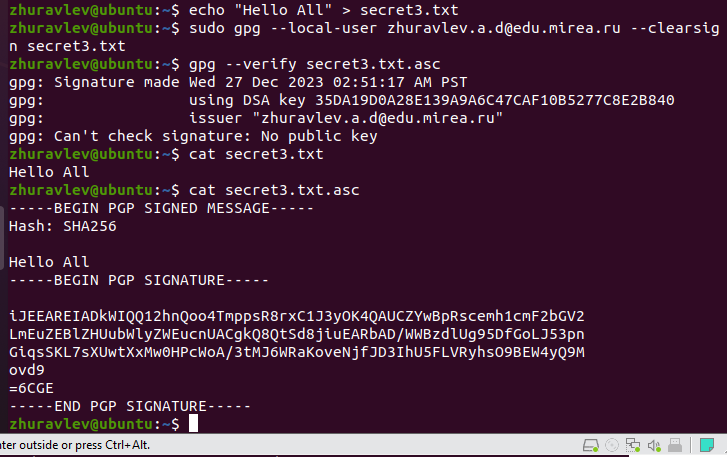 zhuravlev@ubuntu:~$ echo "Hello All" > secret3.txt
zhuravlev@ubuntu:~$ sudo gpg --local-user zhuravlev.a.d@edu.mirea.ru --clearsig
n secret3.txt
zhuravlev@ubuntu:~$ gpg --verify secret3.txt.asc
gpg: Signature made Wed 27 Dec 2023 02:51:17 AM PST
gpg:                using DSA key 35DA19D0A28E139A9A6C47CAF10B5277C8E2B840
gpg:                issuer "zhuravlev.a.d@edu.mirea.ru"
gpg: Can't check signature: No public key
zhuravlev@ubuntu:~$ cat secret3.txt
Hello All
zhuravlev@ubuntu:~$ cat secret3.txt.asc
-----BEGIN PGP SIGNED MESSAGE-----
Hash: SHA256

Hello All
-----BEGIN PGP SIGNATURE-----

iJEEAREIADkWIQQ12hnQoo4TmppsR8rxC1J3yOK4QAUCZYwBpRscemh1cmF2bGV2
LmEuZEBlZHUubWlyZWEucnUACgkQ8Q8QtSd8jiuEARbAD/WWBzdlUg95DfGoLJ53pn
GiqsSKL7sXUwtXxMw0HPcWoA/3tMJ6WRaKoveNjfJD3IhU5FLVRyhsO9BEW4yQ9M
ovd9
=6CGE
-----END PGP SIGNATURE-----
zhuravlev@ubuntu:~$
nter outside or press Ctrl+Alt.